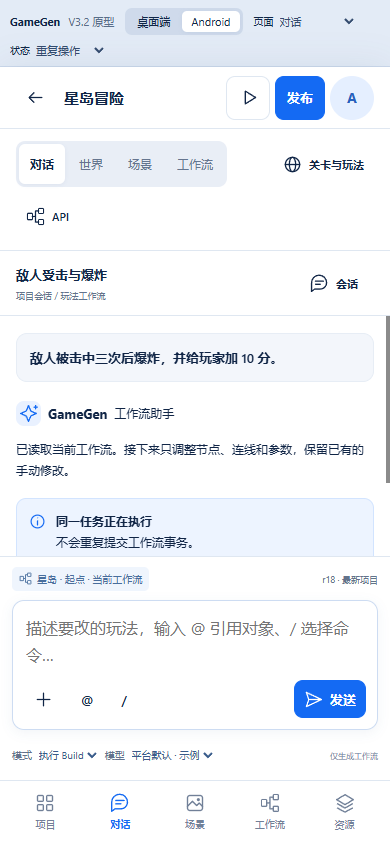 GameGen V3.2 原型 桌面端 Android 页面 对话
状态 重复操作
星岛冒险 发布 A
对话 世界 场景 工作流 关卡与玩法
API
敌人受击与爆炸
项目会话 / 玩法工作流
会话
敌人被击中三次后爆炸，并给玩家加 10 分。
GameGen 工作流助手
已读取当前工作流。接下来只调整节点、连线和参数，保留已有的
手动修改。
同一任务正在执行
不会重复提交工作流事务。
星岛 · 起点 · 当前工作流 r18 · 最新项目
描述要改的玩法，输入 @ 引用对象、/ 选择命
令...
@ / 发送
模式 执行 Build 模型 平台默认 · 示例 仅生成工作流
项目 对话 场景 工作流 资源